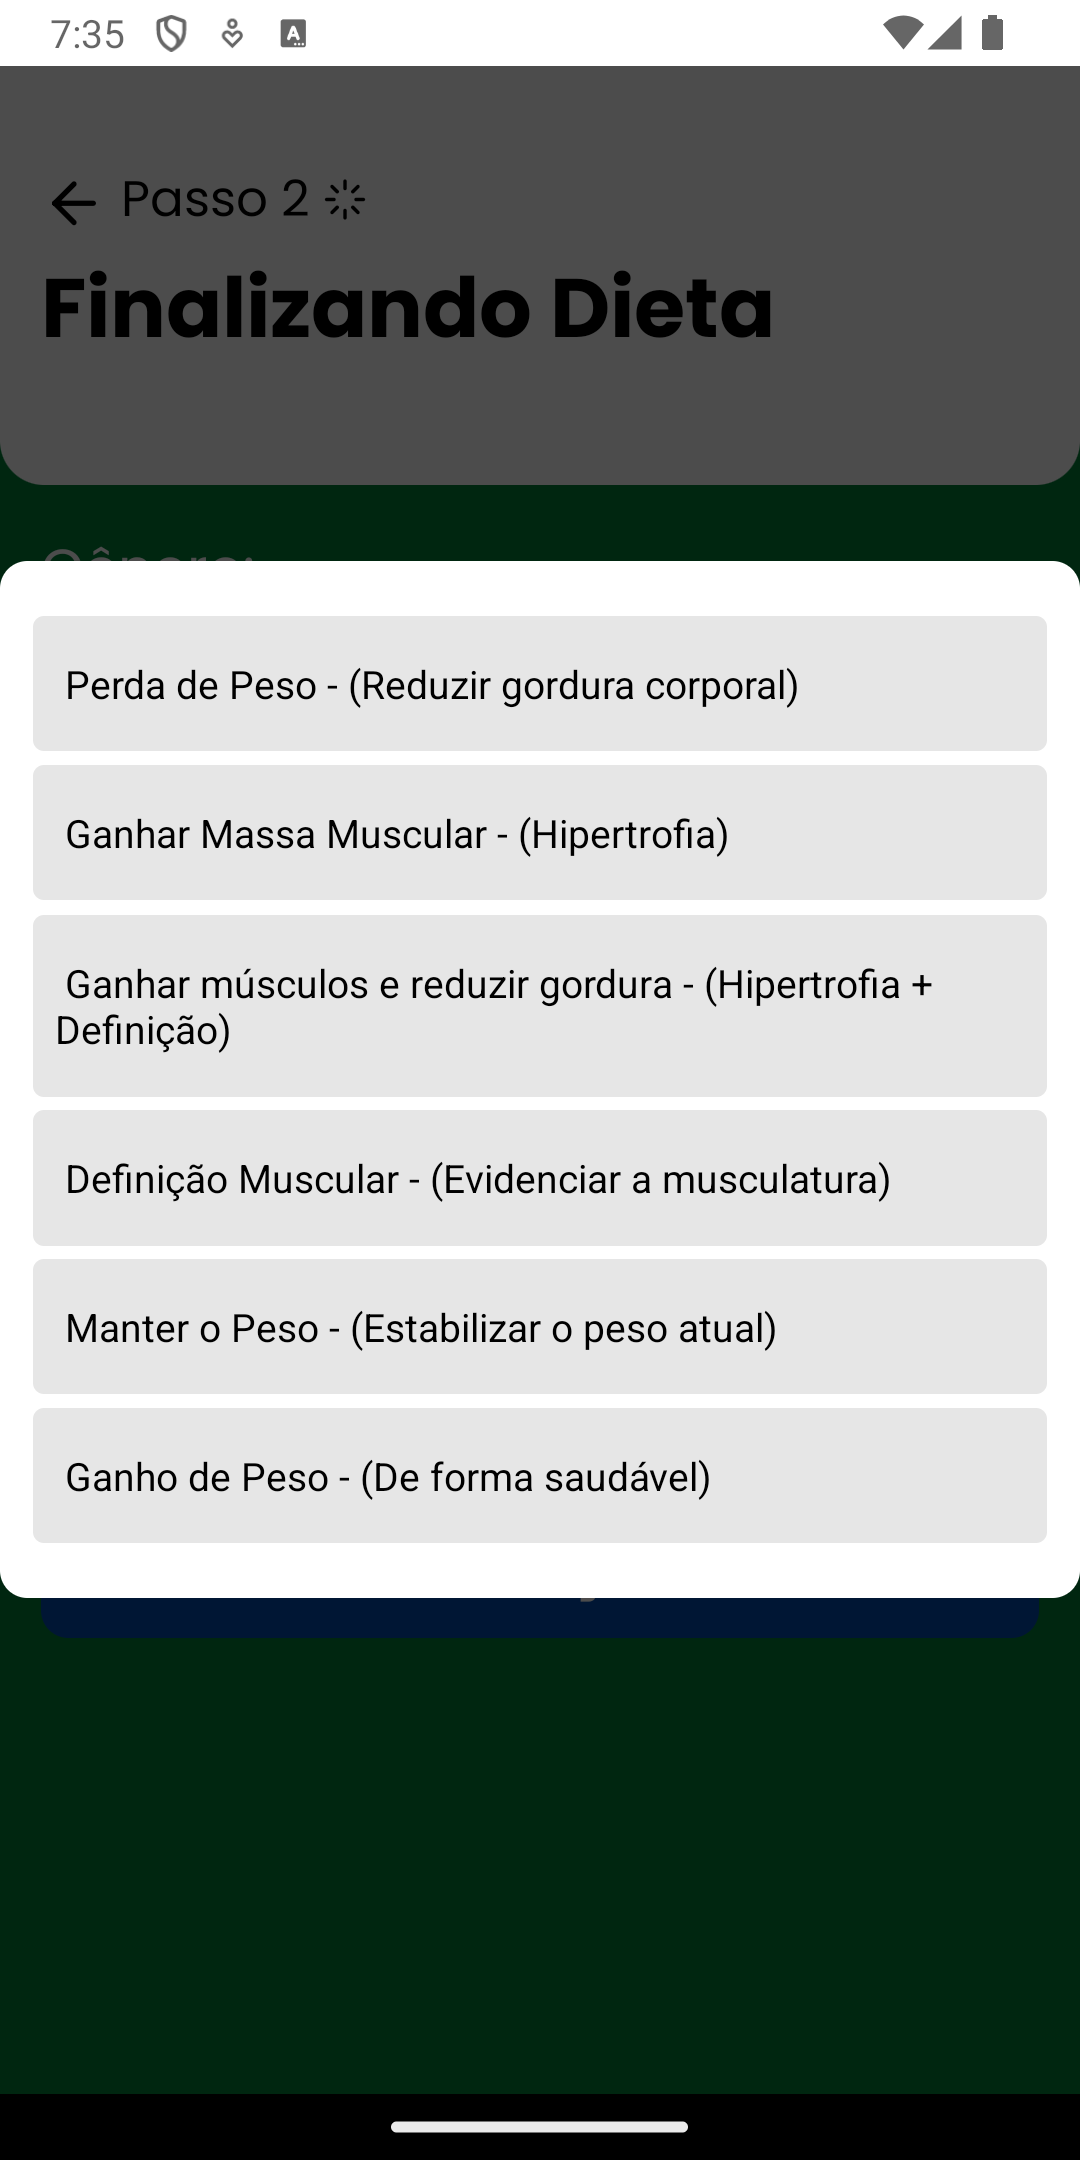 7:35
Passo 2
Finalizando Dieta
Perda de Peso - (Reduzir gordura corporal)
Ganhar Massa Muscular - (Hipertrofia)
Ganhar músculos e reduzir gordura - (Hipertrofia +
Definição)
Definição Muscular - (Evidenciar a musculatura)
Manter o Peso - (Estabilizar o peso atual)
Ganho de Peso - (De forma saudável)